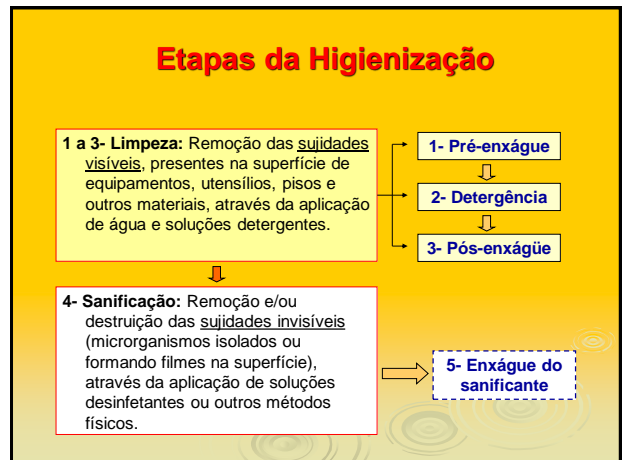 Etapas da Higienização
1 a 3- Limpeza: Remoção das sujidades
visíveis, presentes na superfície de
equipamentos, utensílios, pisos e
outros materiais, através da aplicação
de água e soluções detergentes.
1- Pré-enxágue
2- Detergência
3- Pós-enxágüe
4- Sanificação: Remoção e/ou
destruição das sujidades invisíveis
(microrganismos isolados ou
formando filmes na superfície),
através da aplicação de soluções
desinfetantes ou outros métodos
físicos.
5- Enxágue do
sanificante